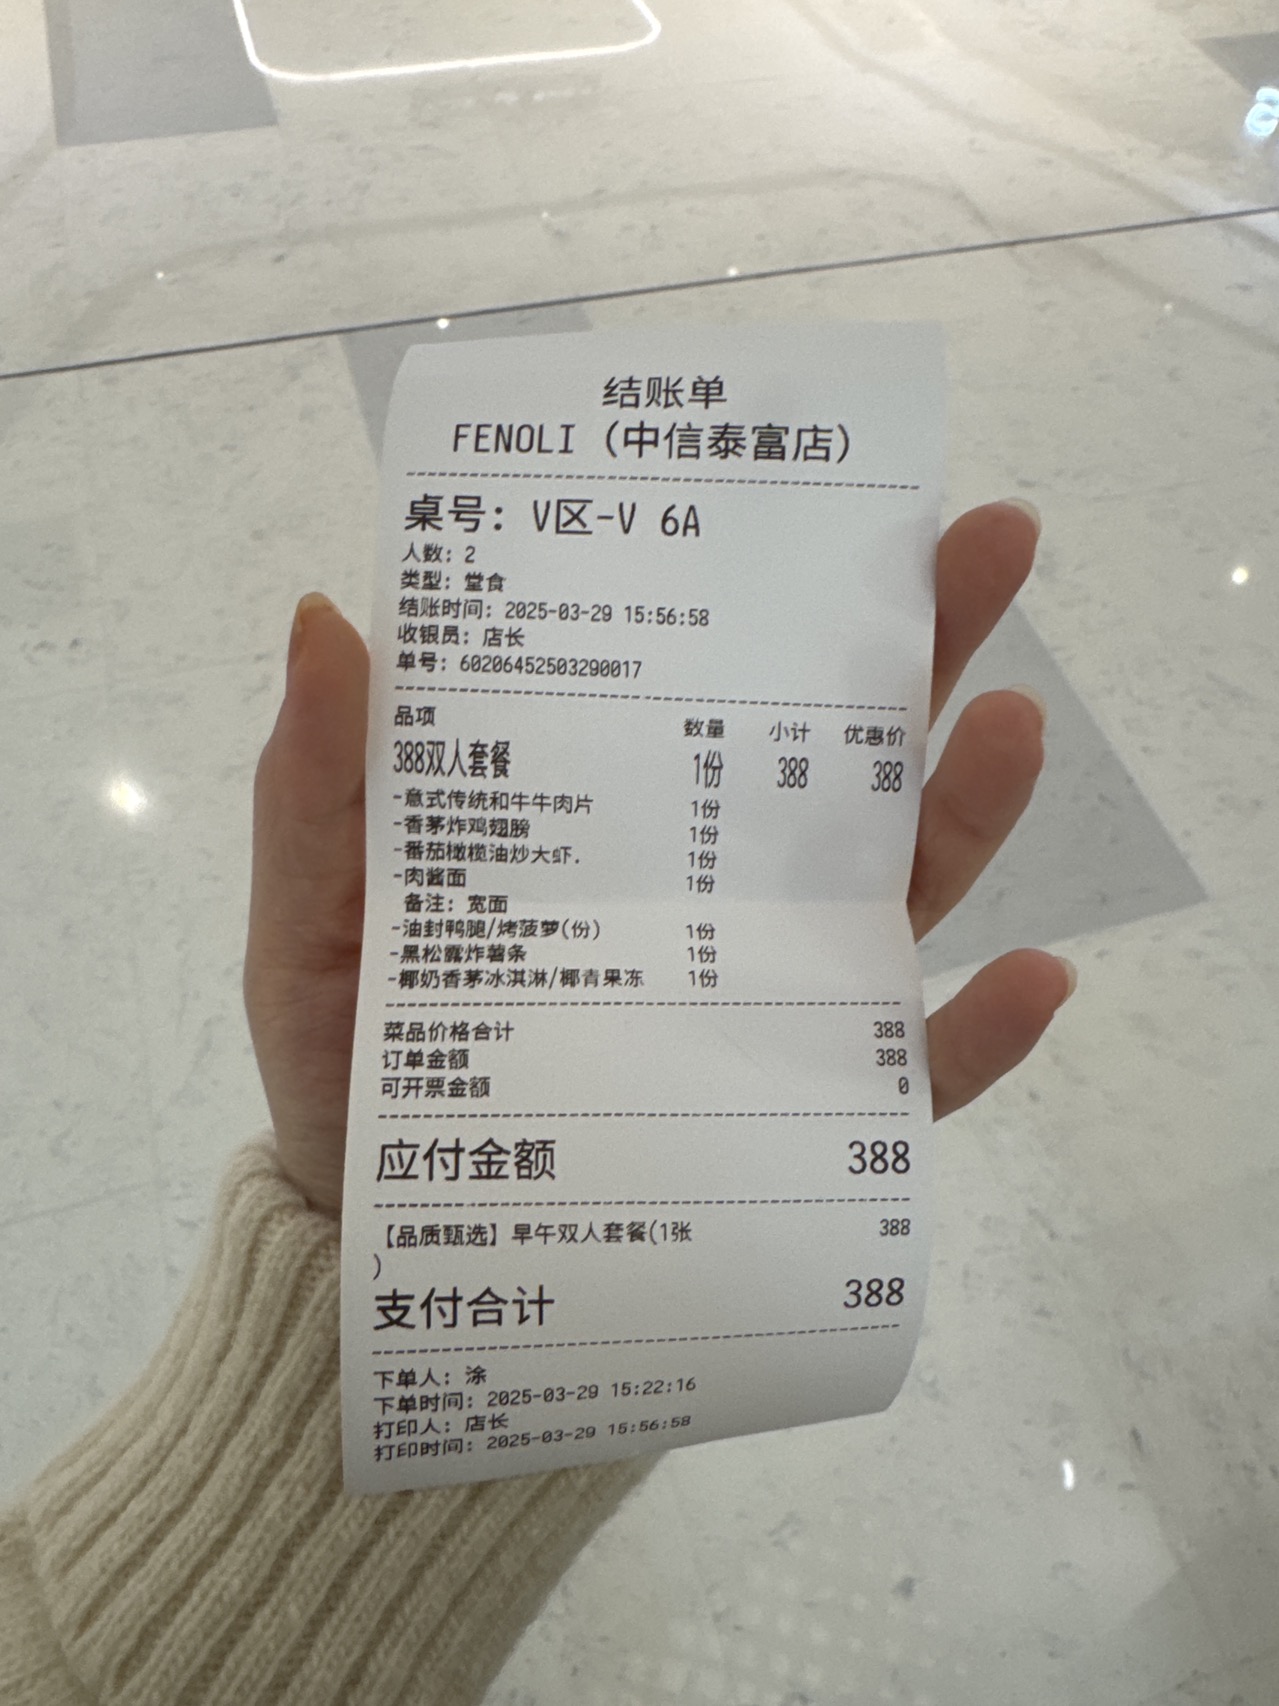 结账单
FENOLI (中信泰富店)
桌号: V区-V 6A
人数: 2
类型: 堂食
结账时间: 2025-03-29 15:56:58
收银员: 店长
单号: 60206452503290017
品项 数量 小计 优惠价
388双人套餐 1份 388 388
-意式传统和牛牛肉片 1份
-香茅炸鸡翅膀 1份
-番茄橄榄油炒大虾. 1份
-肉酱面 1份
备注: 宽面
-油封鸭腿/烤菠萝(份) 1份
-黑松露炸薯条 1份
-椰奶香茅冰淇淋/椰青果冻 1份
菜品价格合计 388
订单金额 388
可开票金额 0
应付金额 388
【品质甄选】早午双人套餐(1张 388
)
支付合计 388
下单人: 涂
下单时间: 2025-03-29 15:22:16
打印人: 店长
打印时间: 2025-03-29 15:56:58